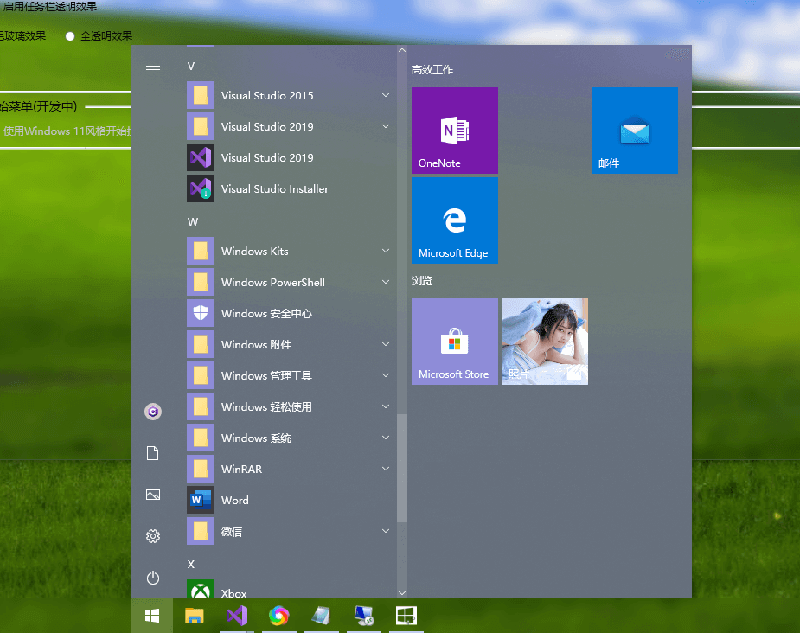 启用任务栏透明效果
玻璃效果
全透明效果
始菜单(开发中)
使用Windows 11风格开始
V
Visual Studio 2015
Visual Studio 2019
Visual Studio 2019
Visual Studio Installer
W
Windows Kits
Windows PowerShell
Windows 安全中心
Windows 附件
Windows 管理工具
Windows 轻松使用
Windows 系统
WinRAR
Word
微信
X
Xbox
高效工作
OneNote
邮件
Microsoft Edge
浏览
Microsoft Store
照片